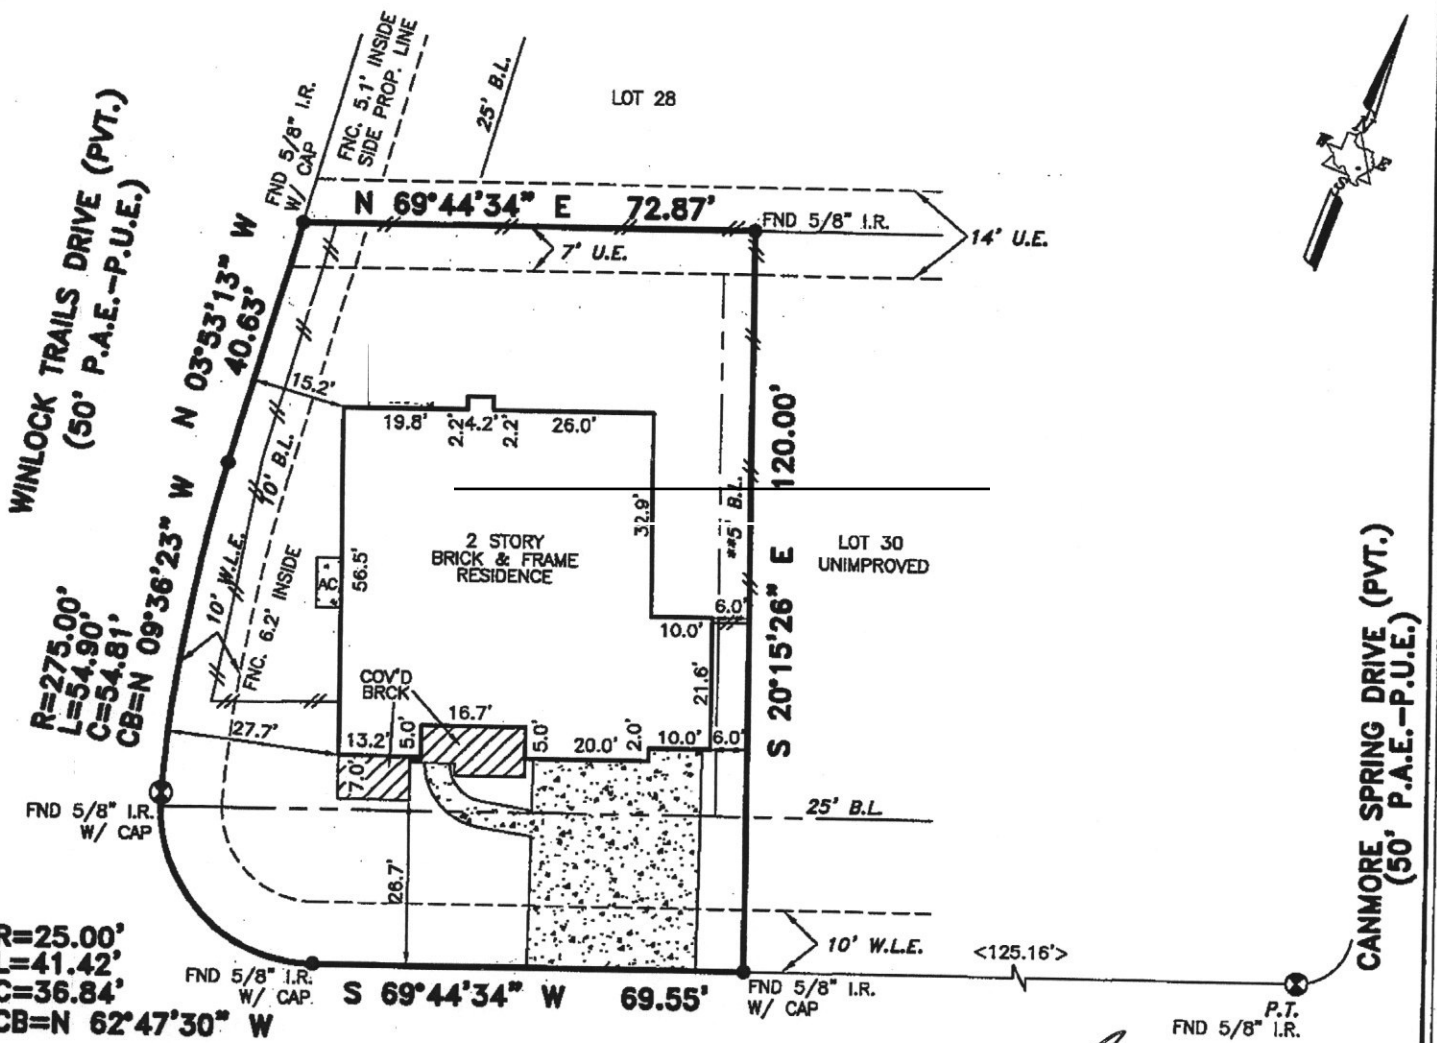 WINLOCK TRAILS DRIVE (PVT.)
(50' P.A.E.-P.U.E.)
FND 5/8" I.R.
W/ CAP
FNC. 5.1' INSIDE
SIDE PROP. LINE
25' B.L.
LOT 28
N 69°44'34" E 72.87'
FND 5/8" I.R.
14' U.E.
7' U.E.
N 03°53'13" W
40.63'
15.2'
19.8'
2.2'
4.2'
2.2'
26.0'
S 20°15'26" E 120.00'
10' B.L.
**5' B.L.
32.9'
2 STORY
BRICK & FRAME
RESIDENCE
LOT 30
UNIMPROVED
AC
56.5'
10' W.L.E.
FNC. 6.2' INSIDE
R=275.00'
L=54.90'
C=54.81'
CB=N 09°36'23" W
6.0'
10.0'
21.6'
COV'D
BRCK
16.7'
27.7'
13.2'
5.0'
5.0'
20.0'
2.0'
10.0'
6.0'
7.0'
FND 5/8" I.R.
W/ CAP
25' B.L.
26.7'
CANMORE SPRING DRIVE (PVT.)
(50' P.A.E.-P.U.E.)
R=25.00'
L=41.42'
C=36.84'
CB=N 62°47'30" W
FND 5/8" I.R.
W/ CAP
S 69°44'34" W 69.55'
10' W.L.E.
<125.16'>
FND 5/8" I.R.
W/ CAP
P.T.
FND 5/8" I.R.